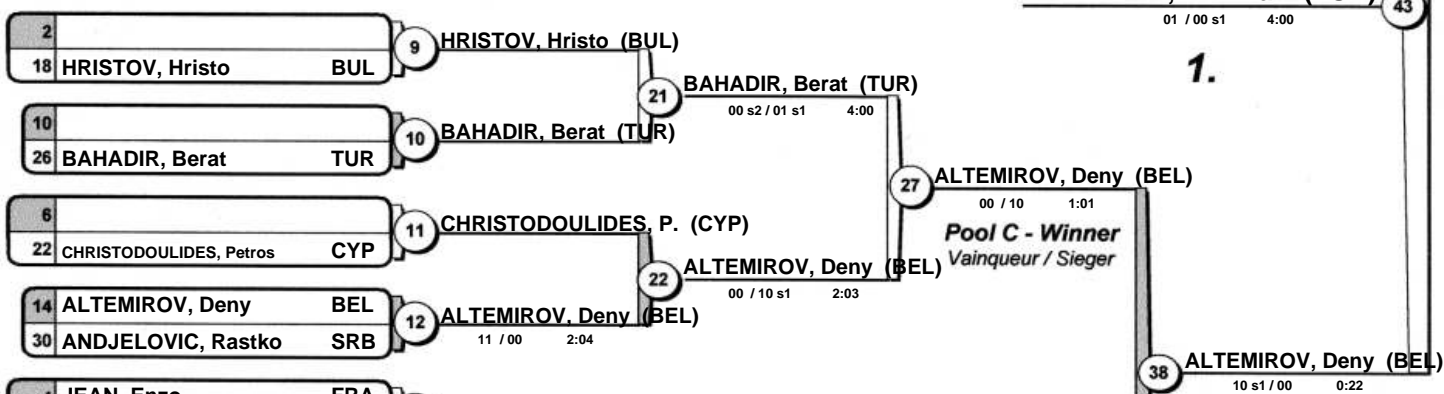 01 / 00 s1 4:00
43
1.
2
18 HRISTOV, Hristo BUL
9
HRISTOV, Hristo (BUL)
10
26 BAHADIR, Berat TUR
10
BAHADIR, Berat (TUR)
21
BAHADIR, Berat (TUR)
00 s2 / 01 s1 4:00
6
22 CHRISTODOULIDES, Petros CYP
11
CHRISTODOULIDES, P. (CYP)
14 ALTEMIROV, Deny BEL
30 ANDJELOVIC, Rastko SRB
12
ALTEMIROV, Deny (BEL)
11 / 00 2:04
22
ALTEMIROV, Deny (BEL)
00 / 10 s1 2:03
27
ALTEMIROV, Deny (BEL)
00 / 10 1:01
Pool C - Winner
Vainqueur / Sieger
38
ALTEMIROV, Deny (BEL)
10 s1 / 00 0:22
JEAN, Enzo FRA